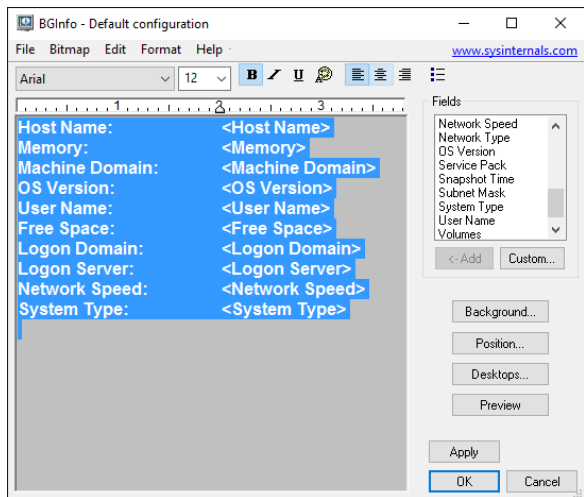 BGInfo - Default configuration
File Bitmap Edit Format Help www.sysinternals.com
Arial 12 B I U
1 2 3
Host Name: <Host Name>
Memory: <Memory>
Machine Domain: <Machine Domain>
OS Version: <OS Version>
User Name: <User Name>
Free Space: <Free Space>
Logon Domain: <Logon Domain>
Logon Server: <Logon Server>
Network Speed: <Network Speed>
System Type: <System Type>
Fields
Network Speed
Network Type
OS Version
Service Pack
Snapshot Time
Subnet Mask
System Type
User Name
Volumes
<- Add Custom...
Background...
Position...
Desktops...
Preview
Apply
OK Cancel